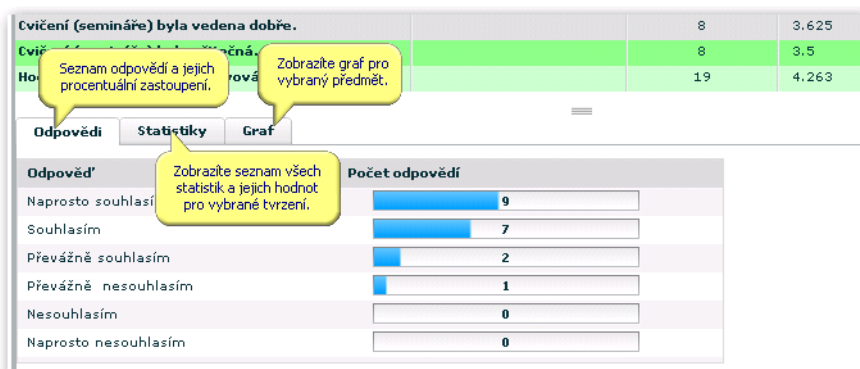 Cvičení (semináře) byla vedena dobře. 8 3.625
8 3.5
19 4.263
Seznam odpovědí a jejich
procentuální zastoupení.
Zobrazíte graf pro
vybraný předmět.
Odpovědi Statistiky Graf
Zobrazíte seznam všech
statistik a jejich hodnot
pro vybrané tvrzení.
Odpověď Počet odpovědí
Naprosto 9
Souhlasím 7
Převážně souhlasím 2
Převážně nesouhlasím 1
Nesouhlasím 0
Naprosto nesouhlasím 0